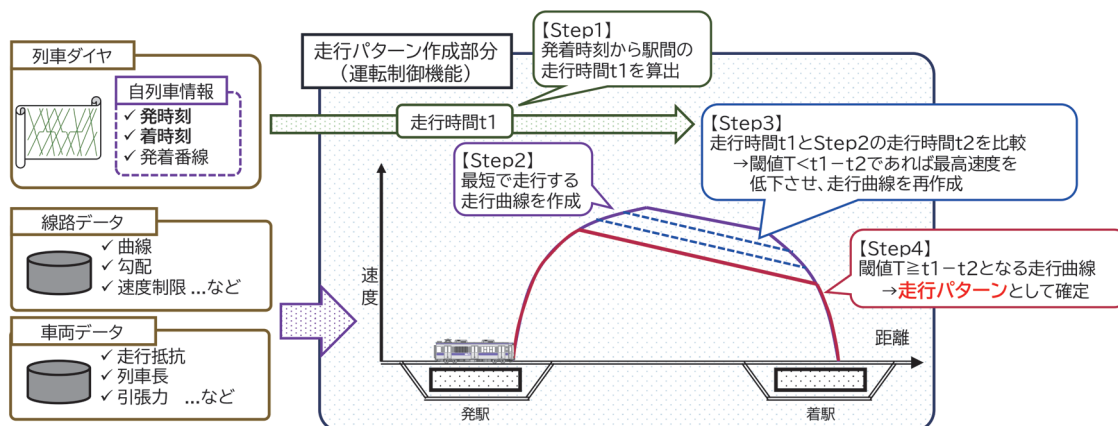 列車ダイヤ
自列車情報
✓ 発時刻
✓ 着時刻
✓ 発着番線
線路データ
✓ 曲線
✓ 勾配
✓ 速度制限 …など
車両データ
✓ 走行抵抗
✓ 列車長
✓ 引張力 …など
走行パターン作成部分
（運転制御機能）
【Step1】
発着時刻から駅間の
走行時間t1を算出
走行時間t1
【Step2】
最短で走行する
走行曲線を作成
【Step3】
走行時間t1とStep2の走行時間t2を比較
→閾値T<t1−t2であれば最高速度を
低下させ、走行曲線を再作成
【Step4】
閾値T≧t1−t2となる走行曲線
→走行パターンとして確定
速度
距離
発駅
着駅